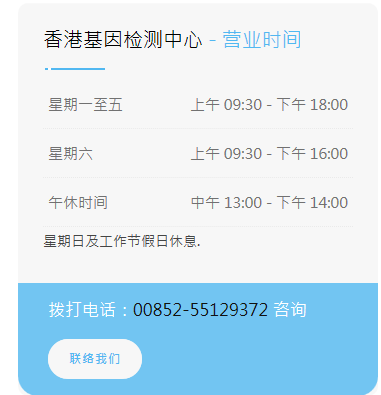 香港基因检测中心 - 营业时间
星期一至五 上午 09:30 - 下午 18:00
星期六 上午 09:30 - 下午 16:00
午休时间 中午 13:00 - 下午 14:00
星期日及工作节假日休息.
拨打电话：00852-55129372 咨询
联络我们